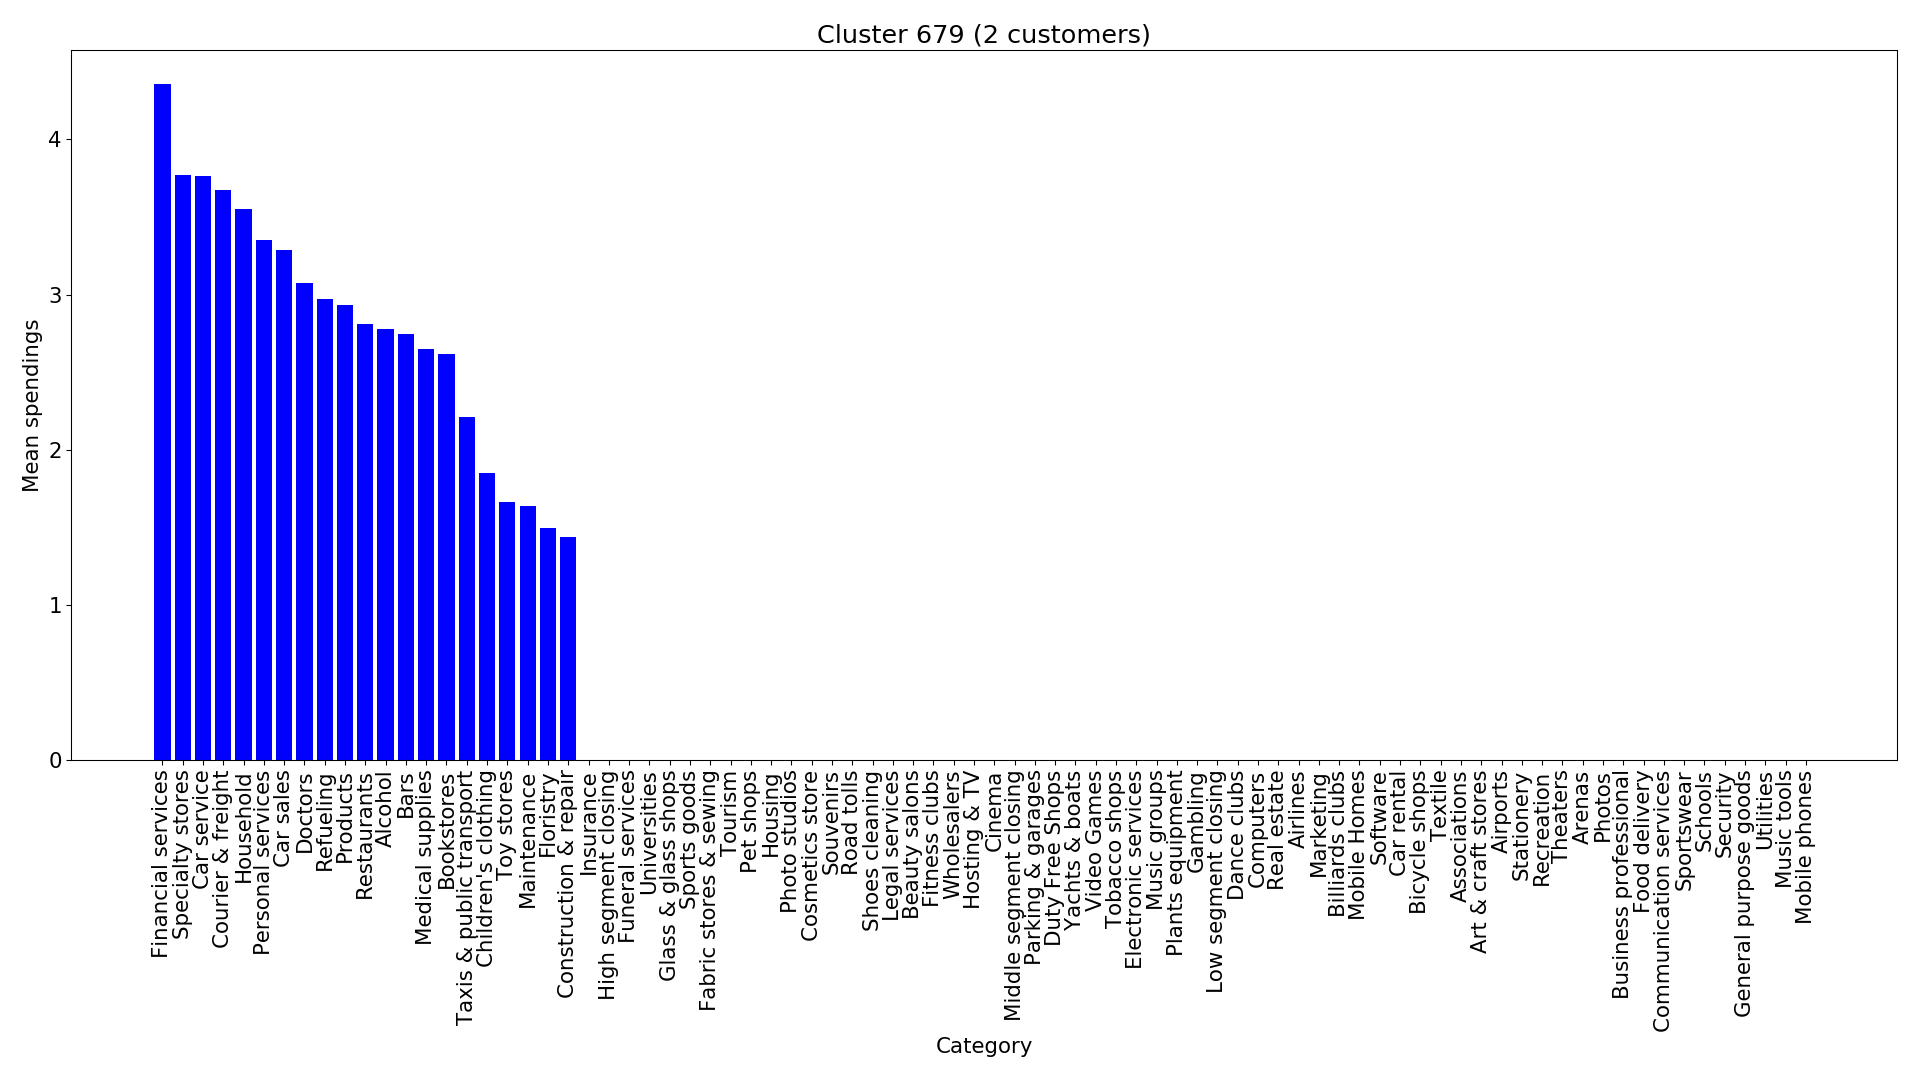 Cluster 679 (2 customers)
Mean spendings
4
3
2
1
0
Financial services
Specialty stores
Car service
Courier & freight
Household
Personal services
Car sales
Doctors
Refueling
Products
Restaurants
Alcohol
Bars
Medical supplies
Bookstores
Taxis & public transport
Children's clothing
Toy stores
Maintenance
Floristry
Construction & repair
Insurance
High segment closing
Funeral services
Universities
Glass & glass shops
Sports goods
Fabric stores & sewing
Tourism
Pet shops
Housing
Photo studios
Cosmetics store
Souvenirs
Road tolls
Shoes cleaning
Legal services
Beauty salons
Fitness clubs
Wholesalers
Hosting & TV
Cinema
Middle segment closing
Parking & garages
Duty Free Shops
Yachts & boats
Video Games
Tobacco shops
Electronic services
Music groups
Plants equipment
Gambling
Low segment closing
Dance clubs
Computers
Real estate
Airlines
Marketing
Billiards clubs
Mobile Homes
Software
Car rental
Bicycle shops
Textile
Associations
Art & craft stores
Airports
Stationery
Recreation
Theaters
Arenas
Photos
Business professional
Food delivery
Communication services
Sportswear
Schools
Security
General purpose goods
Utilities
Music tools
Mobile phones
Category